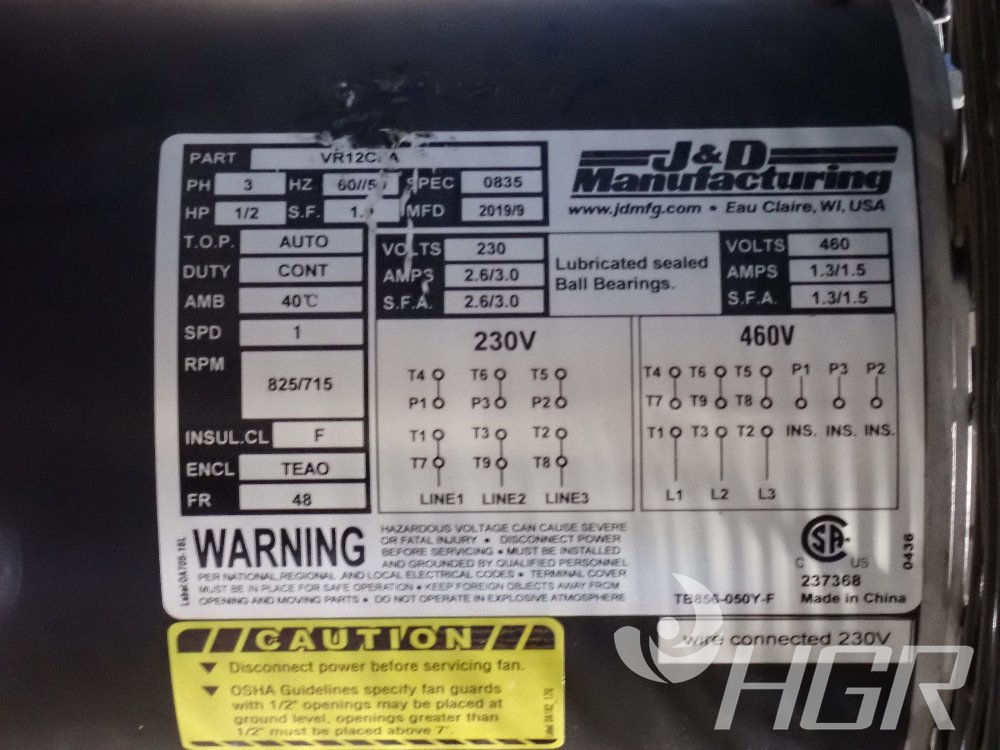 PART
PH 3 HZ 60//50 SPEC 0835
HP 1/2 S.F. MFD 2019/9
J&D
Manufacturing
www.jdmfg.com • Eau Claire, WI, USA
T.O.P. AUTO
DUTY CONT
AMB 40°C
SPD 1
RPM 825/715
INSUL.CL F
ENCL TEAO
FR 48
VOLTS 230
AMPS 2.6/3.0
S.F.A. 2.6/3.0
Lubricated sealed
Ball Bearings.
VOLTS 460
AMPS 1.3/1.5
S.F.A. 1.3/1.5
230V
T4 T6 T5
P1 P3 P2
T1 T3 T2
T7 T9 T8
LINE1 LINE2 LINE3
460V
T4 T6 T5 P1 P3 P2
T7 T9 T8
T1 T3 T2 INS. INS. INS.
L1 L2 L3
WARNING
HAZARDOUS VOLTAGE CAN CAUSE SEVERE
OR FATAL INJURY • DISCONNECT POWER
BEFORE SERVICING • MUST BE INSTALLED
AND GROUNDED BY QUALIFIED PERSONNEL
PER NATIONAL, REGIONAL, AND LOCAL ELECTRICAL CODES • TERMINAL COVER
MUST BE IN PLACE FOR SAFE OPERATION • KEEP FOREIGN OBJECTS AWAY FROM
OPENING AND MOVING PARTS • DO NOT OPERATE IN EXPLOSIVE ATMOSPHERE
C US
237368
TB856-050Y-F Made in China
0436
wire connected 230V
CAUTION
Disconnect power before servicing fan.
OSHA Guidelines specify fan guards
with 1/2" openings may be placed at
ground level, openings greater than
1/2" must be placed above 7'.
HGR